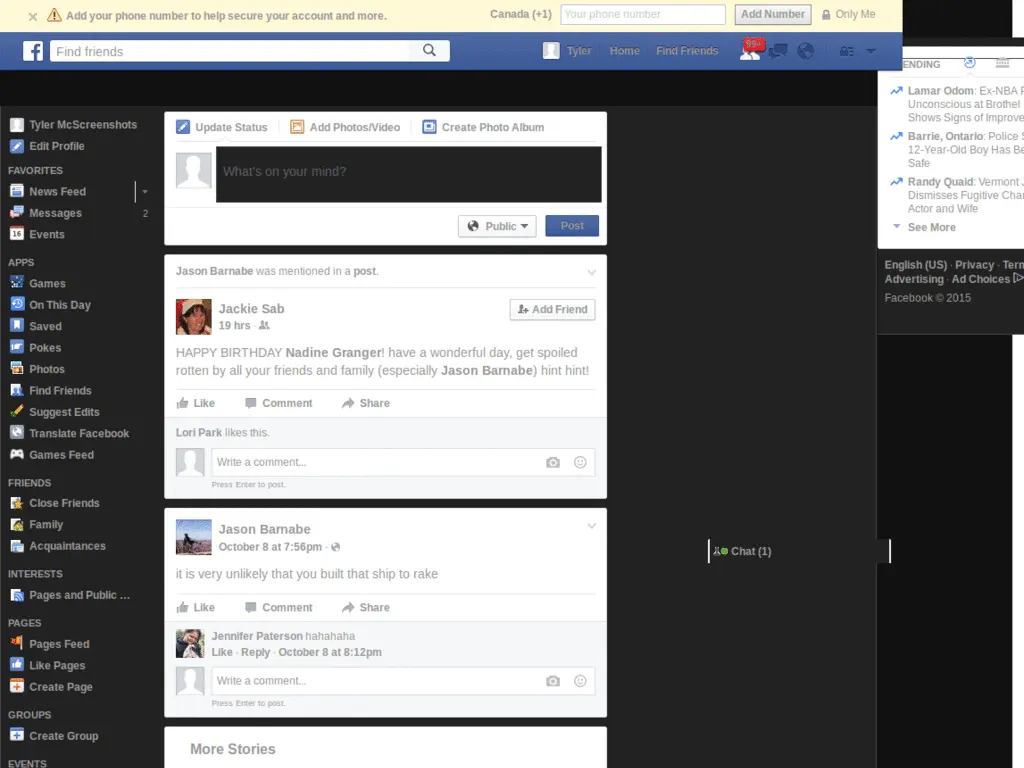 Add your phone number to help secure your account and more.
Canada (+1)
Your phone number
Add Number
Only Me
Find friends
Tyler
Home
Find Friends
99+
ENDING
Lamar Odom: Ex-NBA P
Unconscious at Brothel
Shows Signs of Improve
Barrie, Ontario: Police S
12-Year-Old Boy Has Be
Safe
Randy Quaid: Vermont J
Dismisses Fugitive Char
Actor and Wife
See More
English (US) · Privacy · Tern
Advertising · Ad Choices
Facebook © 2015
Tyler McScreenshots
Edit Profile
FAVORITES
News Feed
Messages 2
Events
APPS
Games
On This Day
Saved
Pokes
Photos
Find Friends
Suggest Edits
Translate Facebook
Games Feed
FRIENDS
Close Friends
Family
Acquaintances
INTERESTS
Pages and Public ...
PAGES
Pages Feed
Like Pages
Create Page
GROUPS
Create Group
EVENTS
Update Status
Add Photos/Video
Create Photo Album
What's on your mind?
Public
Post
Jason Barnabe was mentioned in a post.
Jackie Sab
Add Friend
19 hrs ·
HAPPY BIRTHDAY Nadine Granger! have a wonderful day, get spoiled
rotten by all your friends and family (especially Jason Barnabe) hint hint!
Like Comment Share
Lori Park likes this.
Write a comment...
Press Enter to post.
Jason Barnabe
October 8 at 7:56pm ·
it is very unlikely that you built that ship to rake
Like Comment Share
Jennifer Paterson hahahaha
Like · Reply · October 8 at 8:12pm
Write a comment...
Press Enter to post.
More Stories
Chat (1)